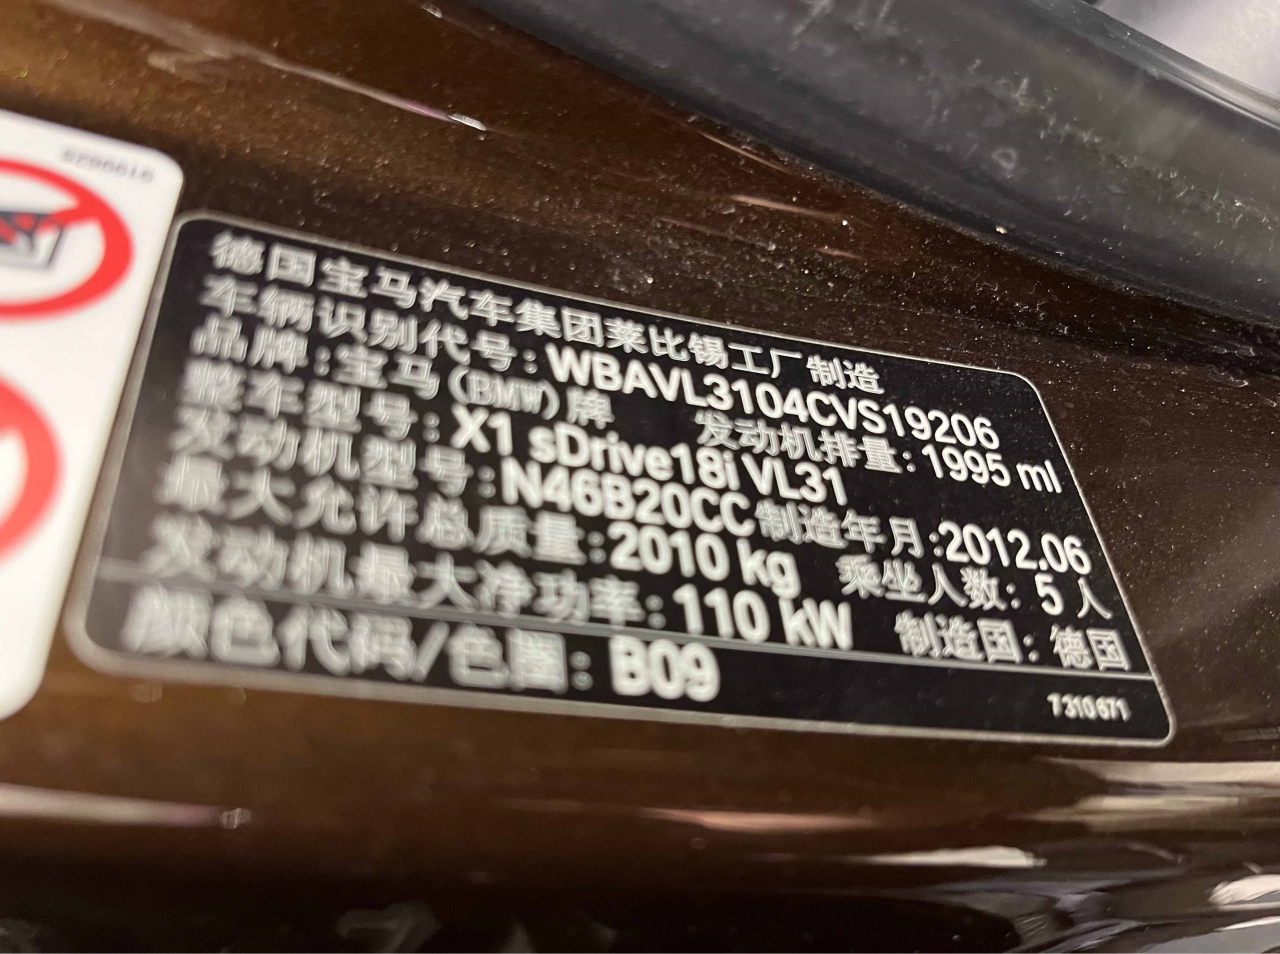 德国宝马汽车集团莱比锡工厂制造
车辆识别代号:WBAVL3104CVS19206
品牌:宝马(BMW)牌 发动机排量:1995 ml
整车型号:X1 sDrive18i VL31
发动机型号:N46B20CC 制造年月:2012.06
最大允许总质量:2010 kg 乘坐人数:5人
发动机最大净功率:110 kW 制造国:德国
颜色代码/色圈:B09
7310671